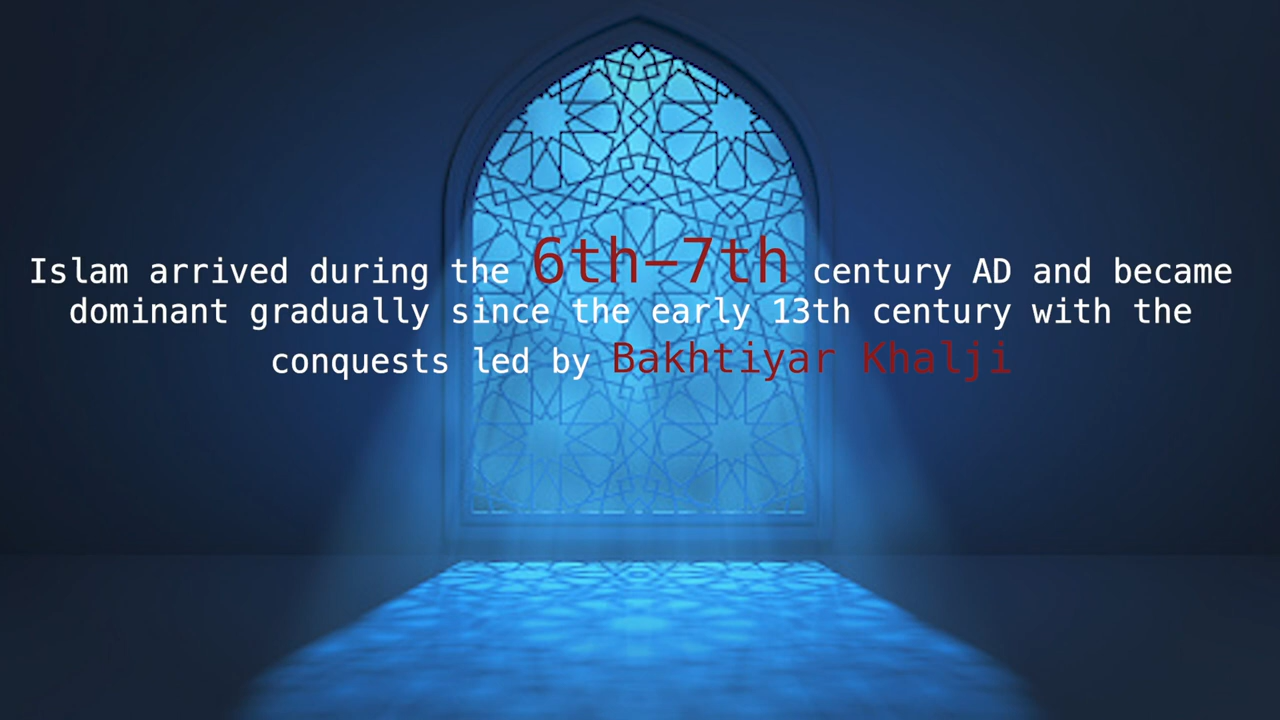 Islam arrived during the 6th–7th century AD and became
dominant gradually since the early 13th century with the
conquests led by Bakhtiyar Khalji